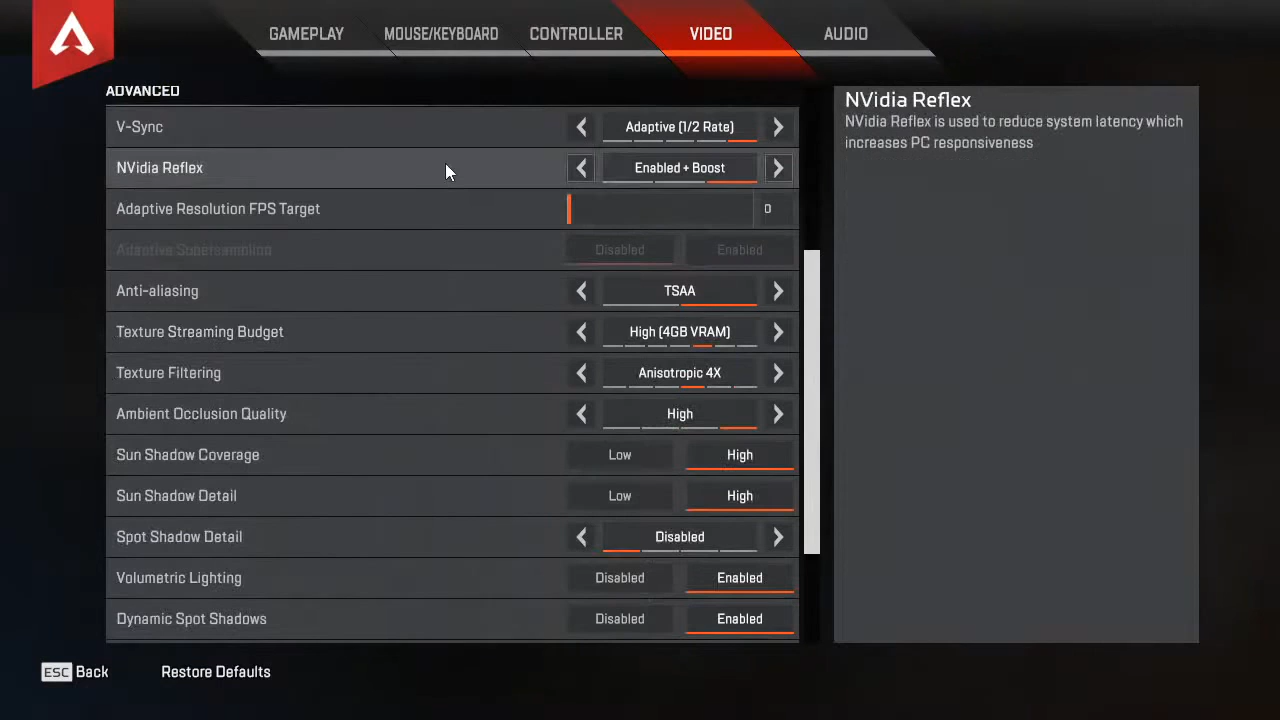 GAMEPLAY MOUSE/KEYBOARD CONTROLLER VIDEO AUDIO
ADVANCED
V-Sync Adaptive (1/2 Rate)
NVidia Reflex Enabled + Boost
Adaptive Resolution FPS Target 0
Adaptive Supersampling Disabled Enabled
Anti-aliasing TSAA
Texture Streaming Budget High (4GB VRAM)
Texture Filtering Anisotropic 4X
Ambient Occlusion Quality High
Sun Shadow Coverage Low High
Sun Shadow Detail Low High
Spot Shadow Detail Disabled
Volumetric Lighting Disabled Enabled
Dynamic Spot Shadows Disabled Enabled
NVidia Reflex
NVidia Reflex is used to reduce system latency which
increases PC responsiveness
ESC Back Restore Defaults